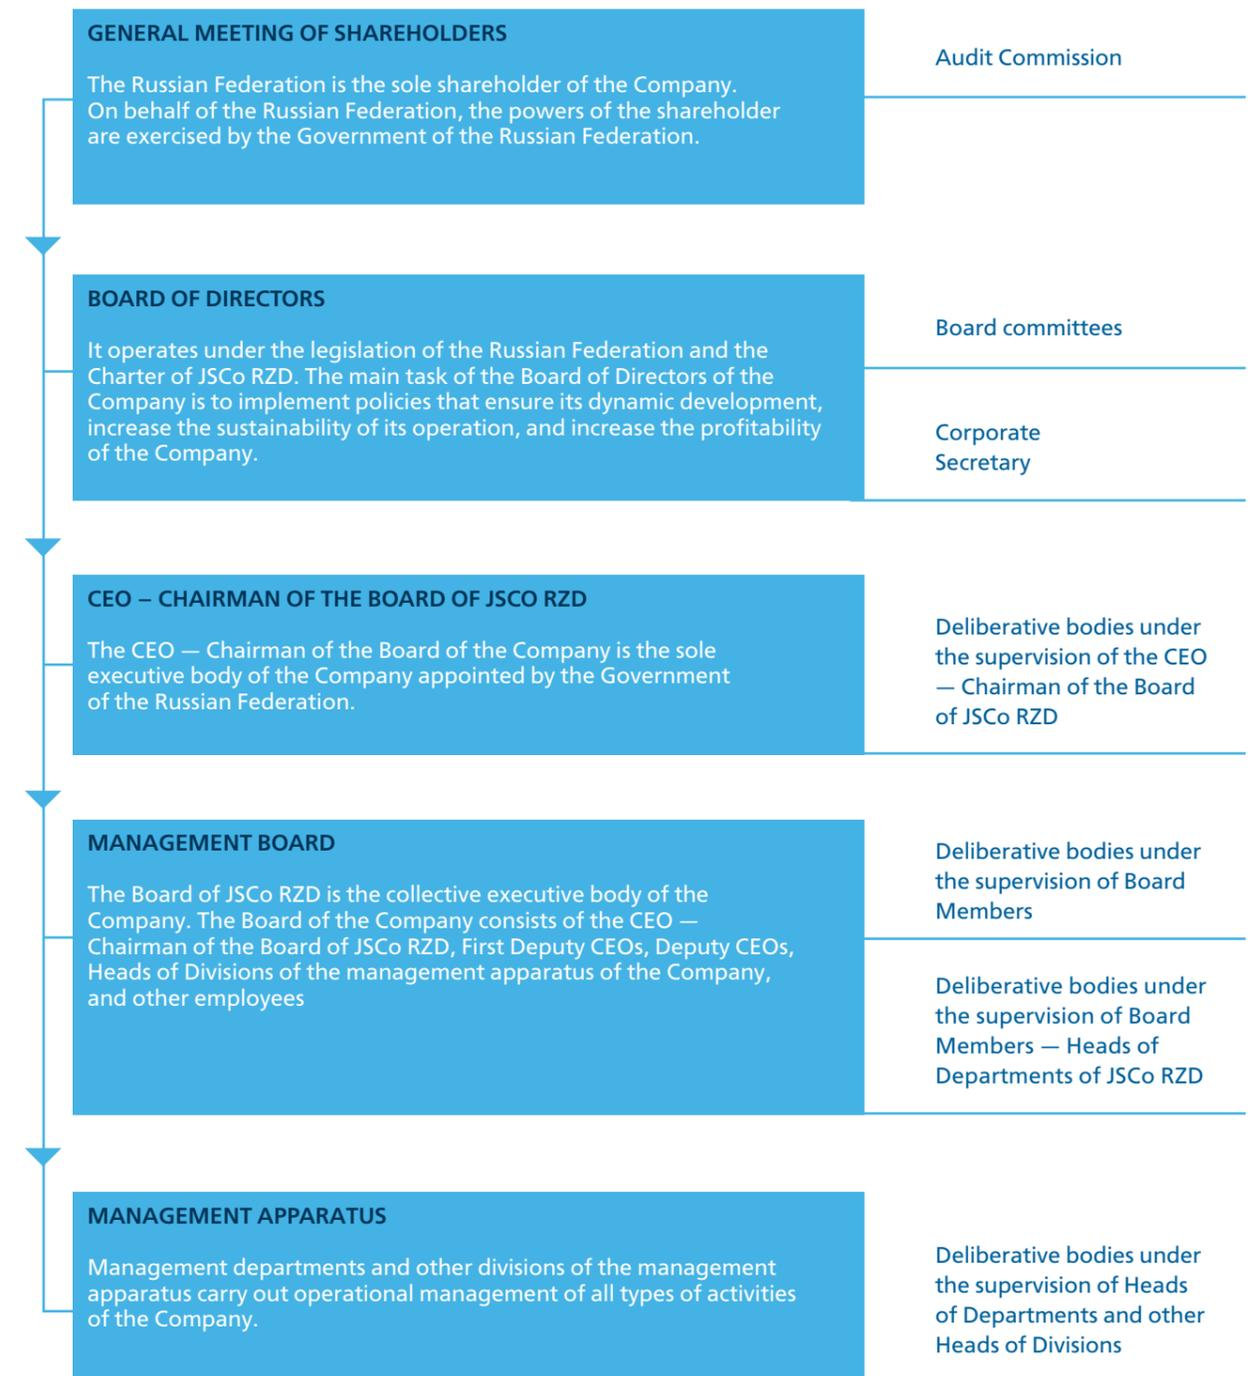 GENERAL MEETING OF SHAREHOLDERS
The Russian Federation is the sole shareholder of the Company.
On behalf of the Russian Federation, the powers of the shareholder
are exercised by the Government of the Russian Federation.
Audit Commission
BOARD OF DIRECTORS
It operates under the legislation of the Russian Federation and the
Charter of JSCo RZD. The main task of the Board of Directors of the
Company is to implement policies that ensure its dynamic development,
increase the sustainability of its operation, and increase the profitability
of the Company.
Board committees
Corporate
Secretary
CEO – CHAIRMAN OF THE BOARD OF JSCO RZD
The CEO — Chairman of the Board of the Company is the sole
executive body of the Company appointed by the Government
of the Russian Federation.
Deliberative bodies under
the supervision of the CEO
— Chairman of the Board
of JSCo RZD
MANAGEMENT BOARD
The Board of JSCo RZD is the collective executive body of the
Company. The Board of the Company consists of the CEO —
Chairman of the Board of JSCo RZD, First Deputy CEOs, Deputy CEOs,
Heads of Divisions of the management apparatus of the Company,
and other employees
Deliberative bodies under
the supervision of Board
Members
Deliberative bodies under
the supervision of Board
Members — Heads of
Departments of JSCo RZD
MANAGEMENT APPARATUS
Management departments and other divisions of the management
apparatus carry out operational management of all types of activities
of the Company.
Deliberative bodies under
the supervision of Heads
of Departments and other
Heads of Divisions